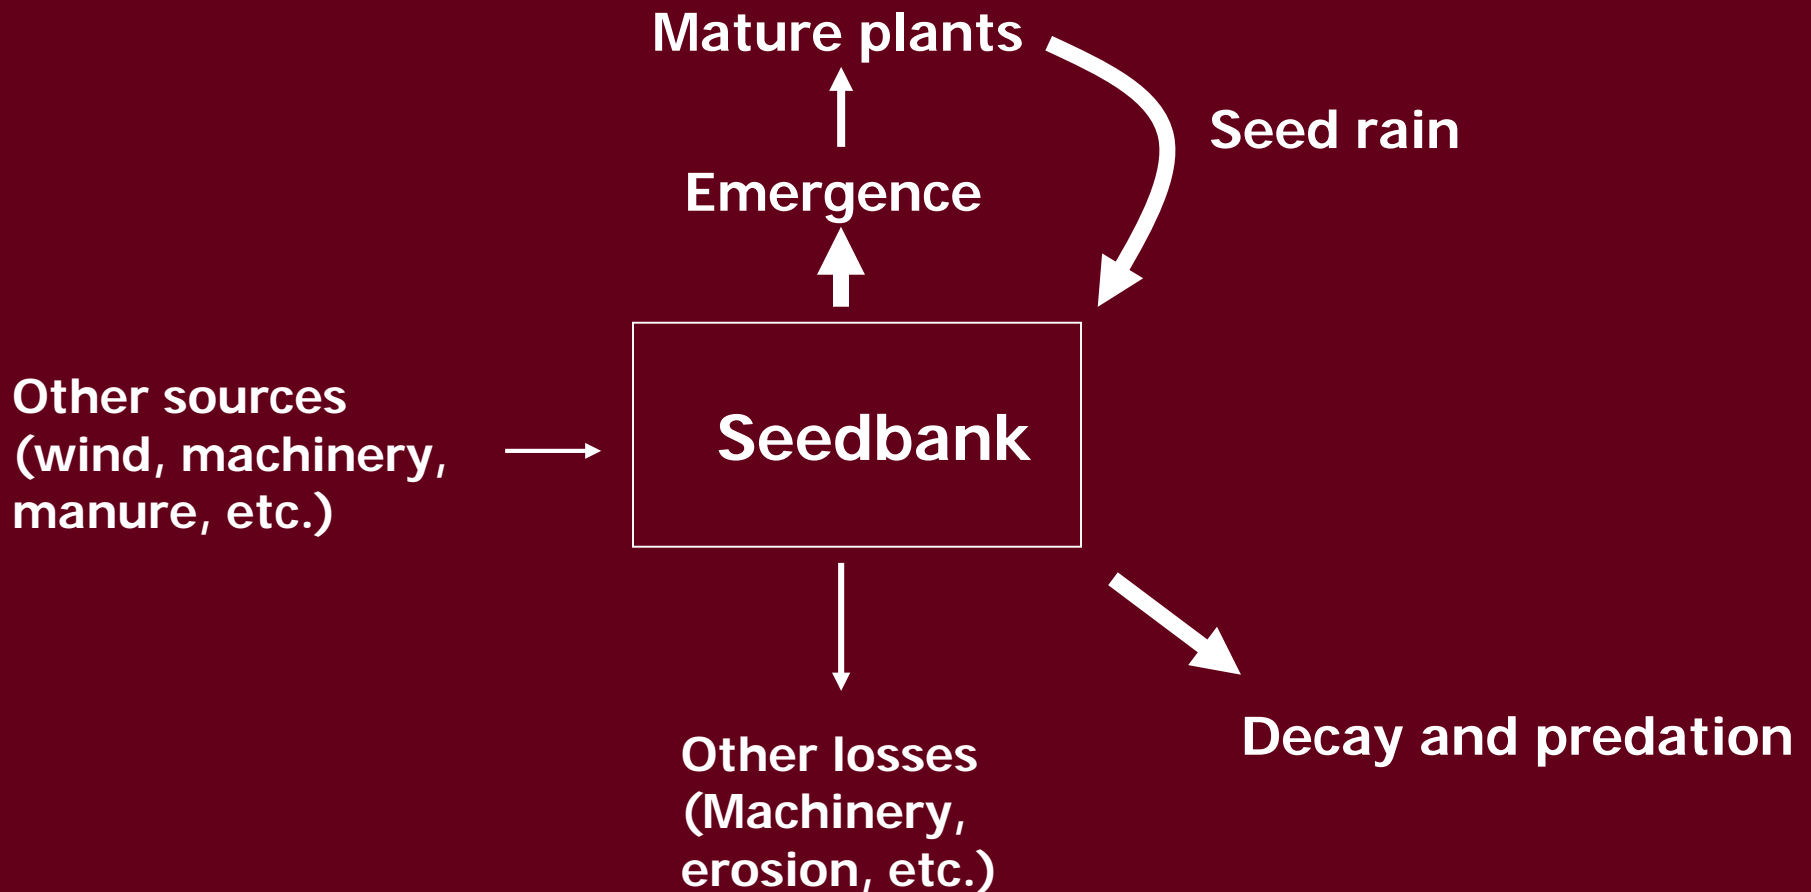 Mature plants
Seed rain
Emergence
Other sources
(wind, machinery,
manure, etc.)
Seedbank
Decay and predation
Other losses
(Machinery,
erosion, etc.)